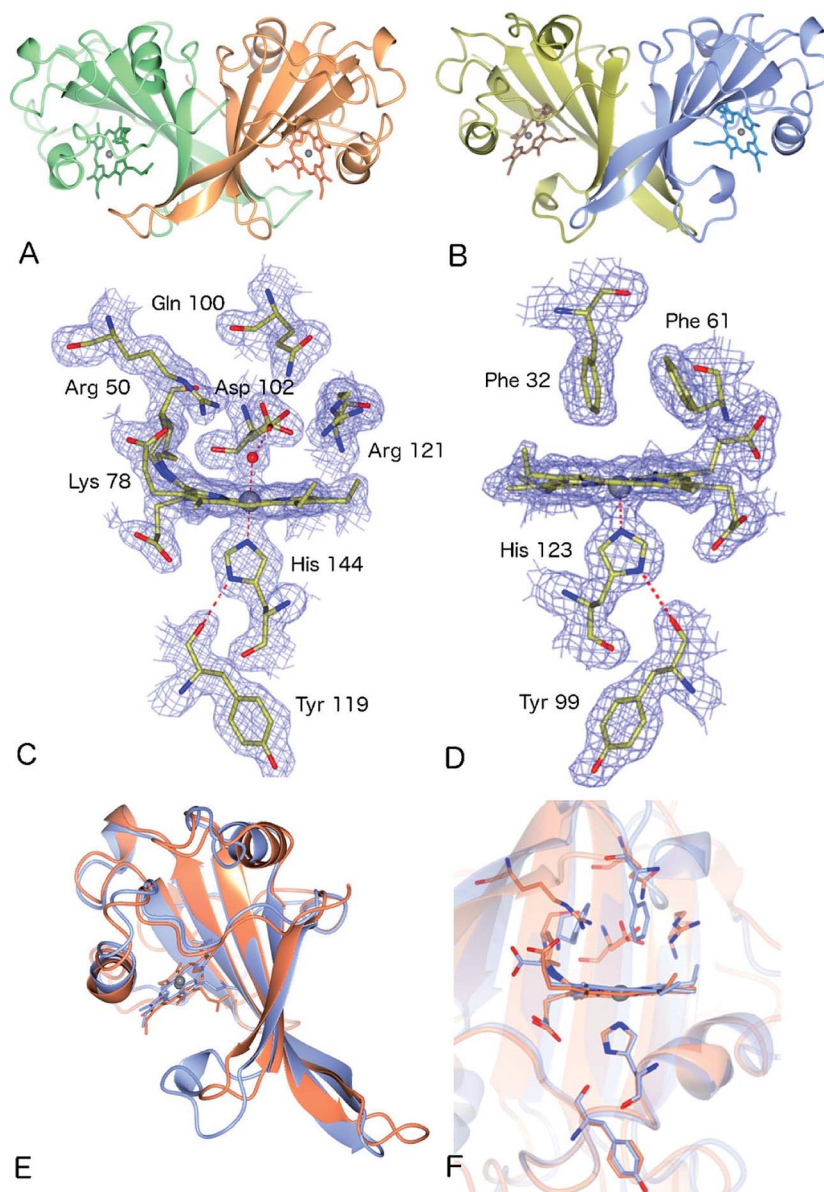 A
B
Gln 100
Phe 61
Arg 50
Asp 102
Phe 32
Arg 121
Lys 78
His 144
His 123
Tyr 119
Tyr 99
C
D
E
F